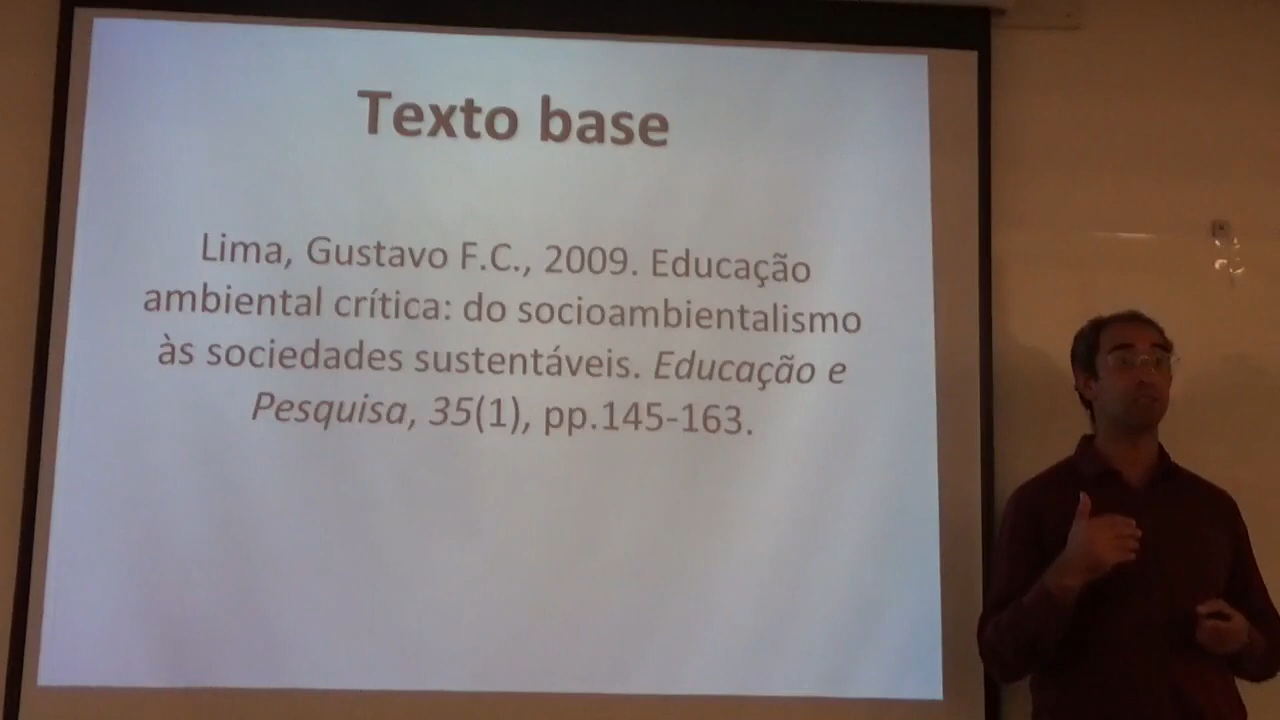 Texto base
Lima, Gustavo F.C., 2009. Educação
ambiental crítica: do socioambientalismo
às sociedades sustentáveis. Educação e
Pesquisa, 35(1), pp.145-163.